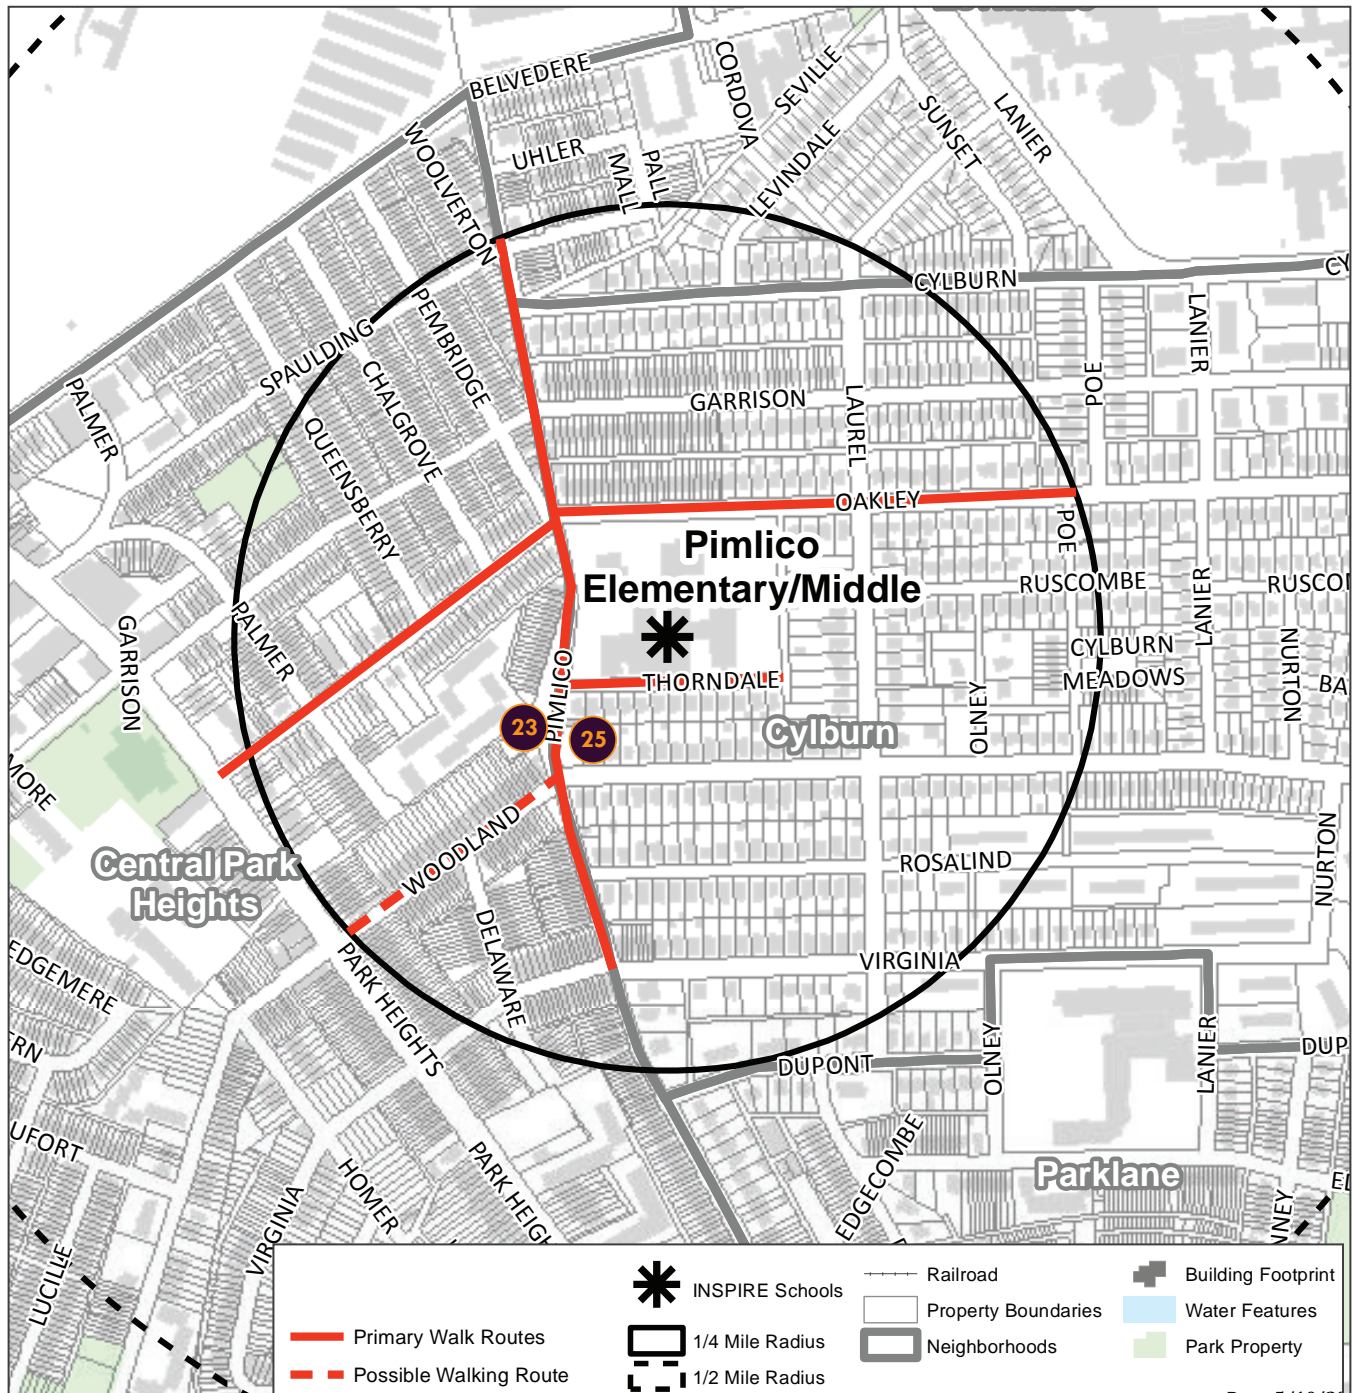 BELVEDERE
CORDOVA
SEVILLE
WOOLVERTON
UHLER
MALL
PALL
LEVINDALE
SUNSET
LANIER
CYLBURN
CY
SPAULDING
PEMBRIDGE
CHALGROVE
QUEENSBERRY
PALMER
GARRISON
LAUREL
POE
LANIER
OAKLEY
POE
Pimlico
Elementary/Middle
RUSCOMBE
RUSCO
LANIER
GARRISON
PALMER
CYLBURN
MEADOWS
NURTON
BA
THORNDALE
PIMLICO
23
25
Cylburn
OLNEY
MORE
Central Park
Heights
WOODLAND
ROSALIND
NURTON
DELAWARE
VIRGINIA
EDGEMERE
PARK HEIGHTS
ERN
DUPONT
OLNEY
LANIER
DUP
UFORT
HOMER
VIRGINIA
PARK HEIGH
EDGECOMBE
Parklane
NNEY
LUCILLE
INSPIRE Schools
Railroad
Building Footprint
Property Boundaries
Water Features
Primary Walk Routes
1/4 Mile Radius
Neighborhoods
Park Property
Possible Walking Route
1/2 Mile Radius